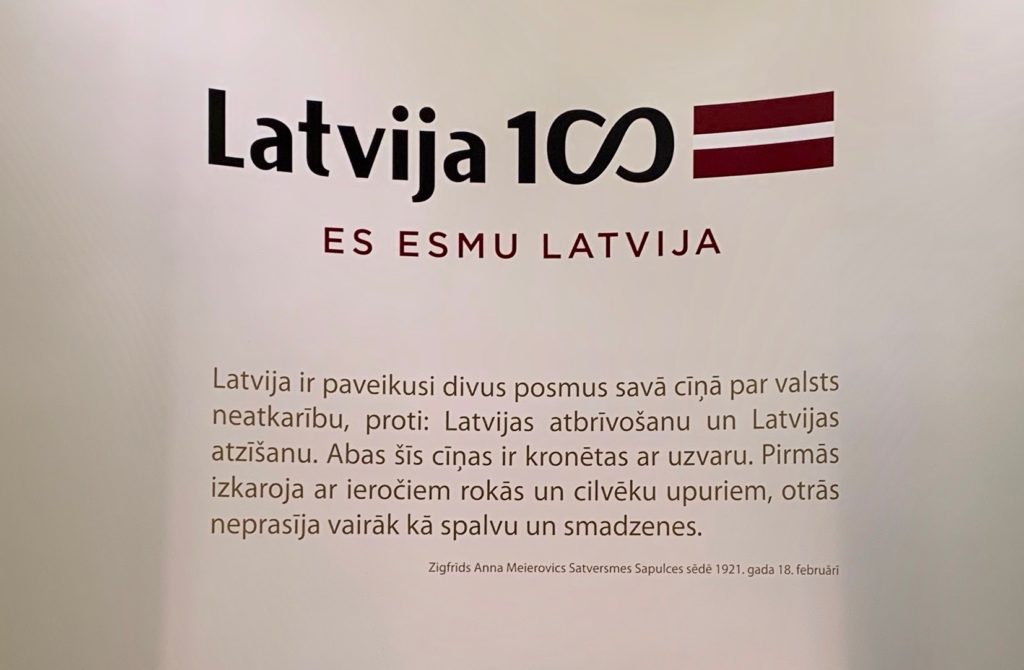 Latvija 100
ES ESMU LATVIJA
Latvija ir paveikusi divus posmus savā cīņā par valsts
neatkarību, proti: Latvijas atbrīvošanu un Latvijas
atzīšanu. Abas šīs cīņas ir kronētas ar uzvaru. Pirmās
izkaroja ar ieročiem rokās un cilvēku upuriem, otrās
neprasīja vairāk kā spalvu un smadzenes.
Zigfrīds Anna Meierovics Satversmes Sapulces sēdē 1921. gada 18. februārī